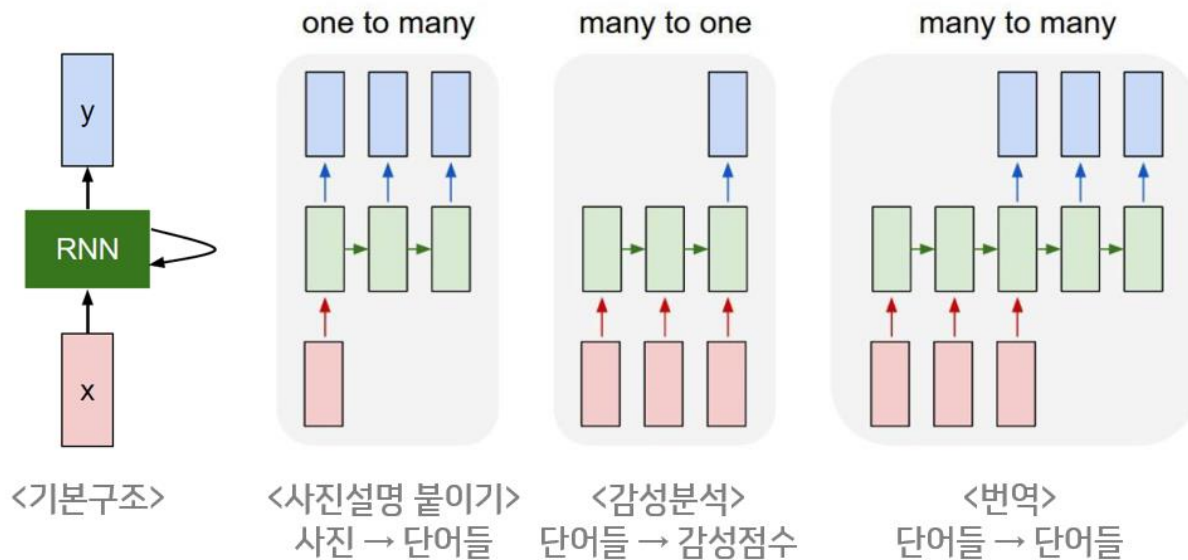 one to many
many to one
many to many
y
RNN
x
<기본구조>
<사진설명 붙이기>
사진 → 단어들
<감성분석>
단어들 → 감성점수
<번역>
단어들 → 단어들